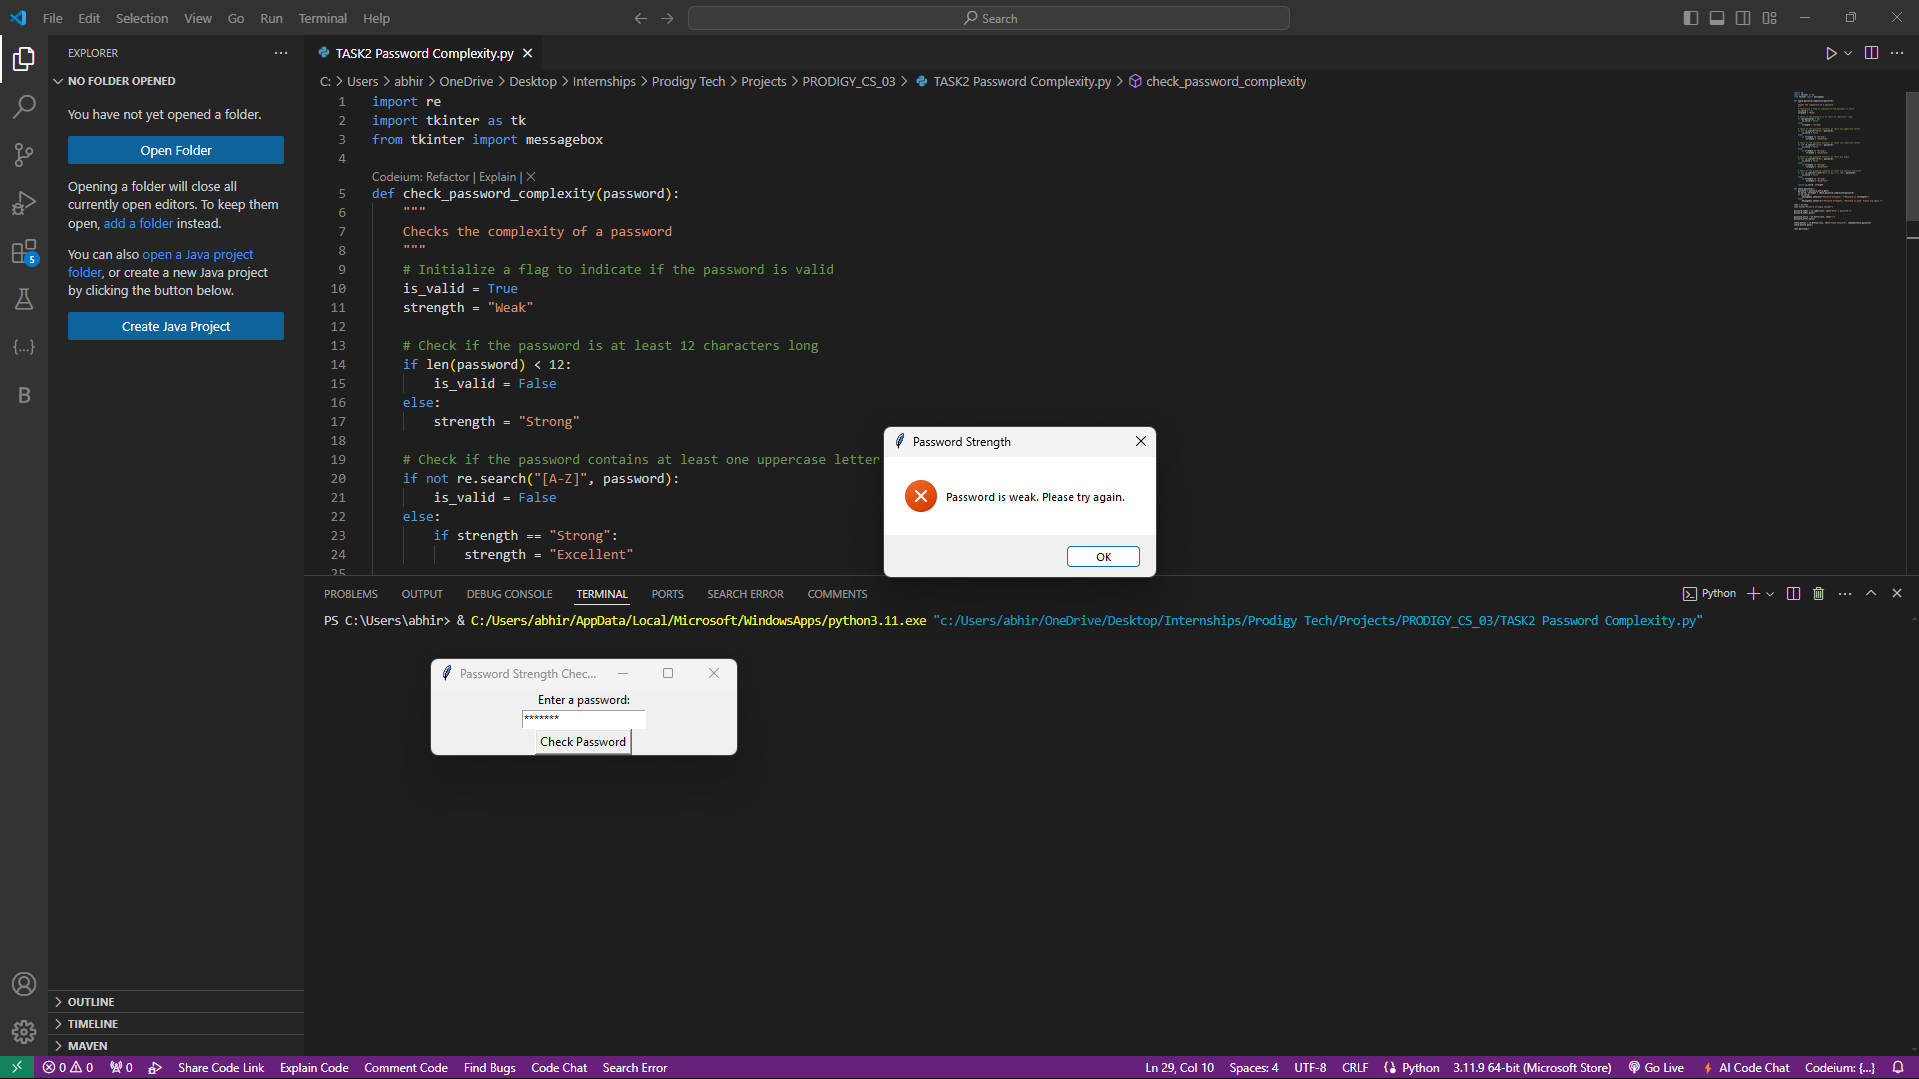 File Edit Selection View Go Run Terminal Help
Search
EXPLORER
NO FOLDER OPENED
You have not yet opened a folder.
Open Folder
Opening a folder will close all
currently open editors. To keep them
open, add a folder instead.
You can also open a Java project
folder, or create a new Java project
by clicking the button below.
Create Java Project
5
{...}
B
OUTLINE
TIMELINE
MAVEN
TASK2 Password Complexity.py
C: > Users > abhir > OneDrive > Desktop > Internships > Prodigy Tech > Projects > PRODIGY_CS_03 > TASK2 Password Complexity.py > check_password_complexity
1 import re
2 import tkinter as tk
3 from tkinter import messagebox
4
Codeium: Refactor | Explain | X
5 def check_password_complexity(password):
6 """
7 Checks the complexity of a password
8 """
9 # Initialize a flag to indicate if the password is valid
10 is_valid = True
11 strength = "Weak"
12
13 # Check if the password is at least 12 characters long
14 if len(password) < 12:
15 is_valid = False
16 else:
17 strength = "Strong"
18
19 # Check if the password contains at least one uppercase letter
20 if not re.search("[A-Z]", password):
21 is_valid = False
22 else:
23 if strength == "Strong":
24 strength = "Excellent"
25
Password Strength
Password is weak. Please try again.
OK
PROBLEMS OUTPUT DEBUG CONSOLE TERMINAL PORTS SEARCH ERROR COMMENTS
Python
PS C:\Users\abhir> & C:/Users/abhir/AppData/Local/Microsoft/WindowsApps/python3.11.exe "c:/Users/abhir/OneDrive/Desktop/Internships/Prodigy Tech/Projects/PRODIGY_CS_03/TASK2 Password Complexity.py"
Password Strength Chec...
Enter a password:
*******
Check Password
0 0 0 Share Code Link Explain Code Comment Code Find Bugs Code Chat Search Error
Ln 29, Col 10 Spaces: 4 UTF-8 CRLF Python 3.11.9 64-bit (Microsoft Store) Go Live AI Code Chat Codeium: {...}